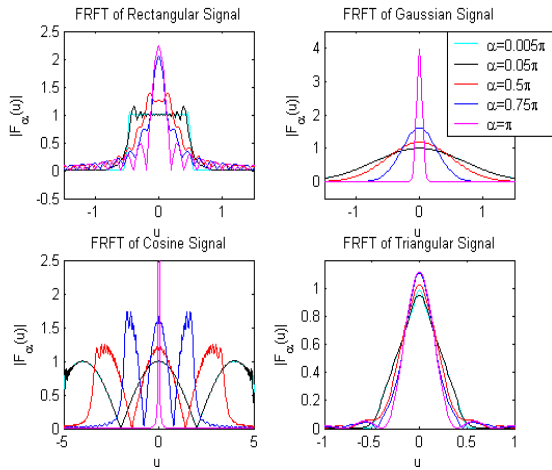 FRFT of Rectangular Signal
2.5
2
1.5
1
0.5
0
-0.5
-1 0 1
u
|Fα(u)|
FRFT of Gaussian Signal
4
3
2
1
0
-1 0 1
u
|Fα(u)|
α=0.005π
α=0.05π
α=0.5π
α=0.75π
α=π
FRFT of Cosine Signal
2.5
2
1.5
1
0.5
0
-5 0 5
u
|Fα(u)|
FRFT of Triangular Signal
1
0.8
0.6
0.4
0.2
0
-1 -0.5 0 0.5 1
u
|Fα(u)|